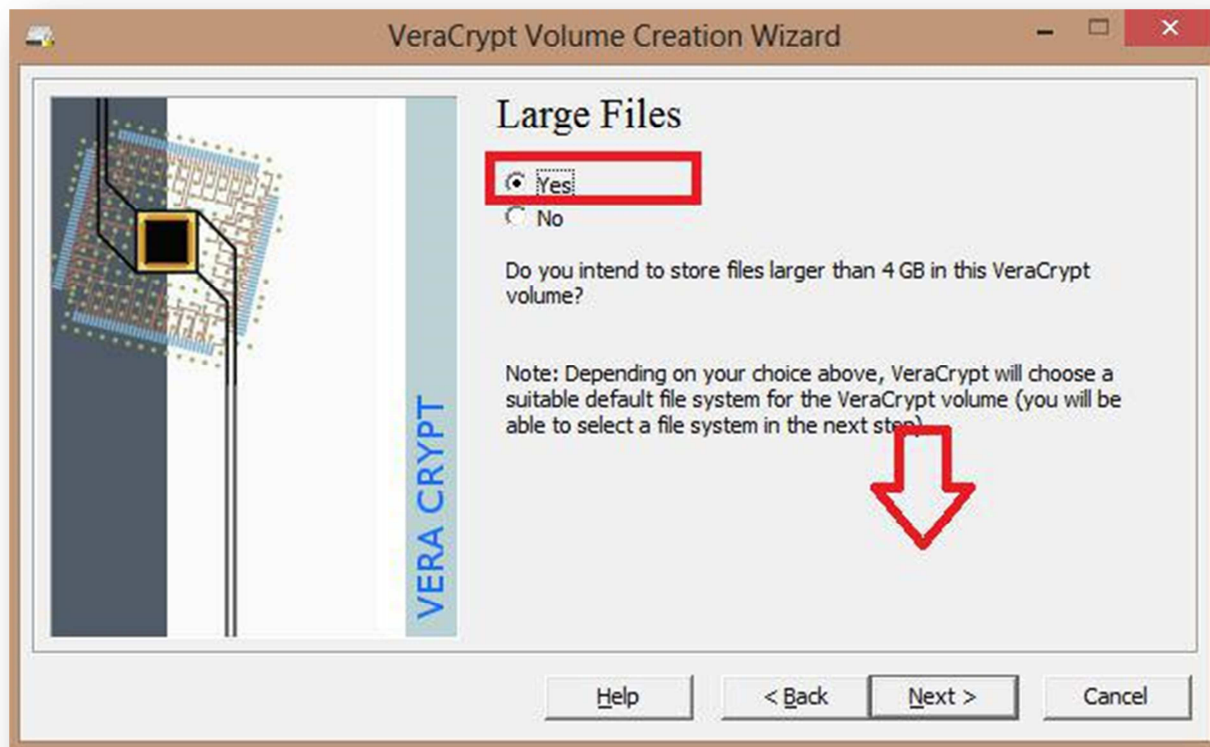 VeraCrypt Volume Creation Wizard
Large Files
Yes
No
Do you intend to store files larger than 4 GB in this VeraCrypt
volume?
Note: Depending on your choice above, VeraCrypt will choose a
suitable default file system for the VeraCrypt volume (you will be
able to select a file system in the next step).
VERA CRYPT
Help
< Back
Next >
Cancel